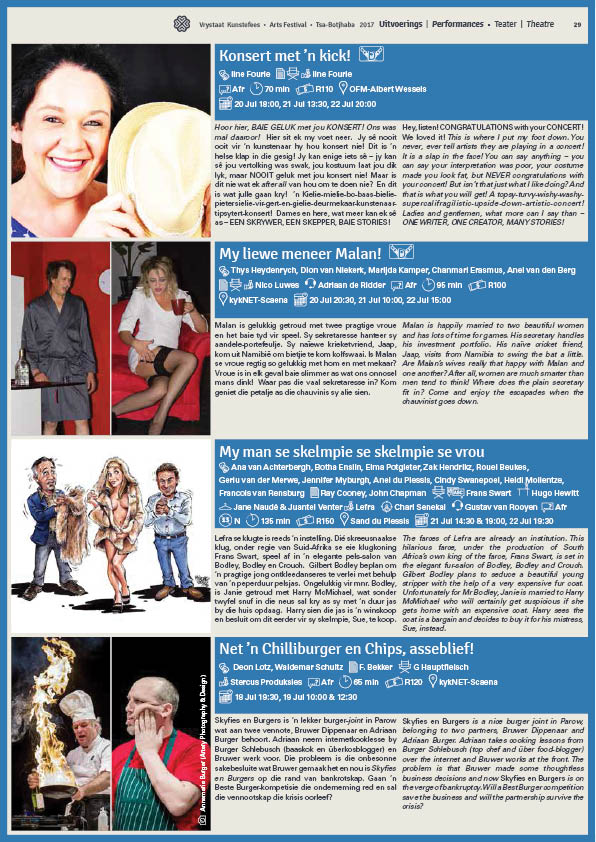 Vrystaat Kunstefees • Arts Festival • Tsa-Botjhaba 2017 Uitvoerings | Performances • Teater | Theatre 29
Konsert met 'n kick!
Ilne Fourie Ilne Fourie
Afr 70 min R110 OFM-Albert Wessels
20 Jul 18:00, 21 Jul 13:30, 22 Jul 20:00
Hoor hier, BAIE GELUK met jou KONSERT! Ons was
mal daaroor! Hier sit ek my voet neer. Jy sê nooit
ooit vir 'n kunstenaar hy hou konsert nie! Dit is 'n
helse klap in die gesig! Jy kan enige iets sê – jy kan
sê jou vertolking was swak, jou kostuum laat jou dik
lyk, maar NOOIT geluk met jou konsert nie! Maar is
dit nie wat ek after all van hou om te doen nie? En dit
is wat julle gaan kry! 'n Kielie-mielie-bo-baas-bielie-
pietersielie-vir-gert-en-gielie-deurmekaar-kunstenaars-
tipsytert-konsert! Dames en here, wat meer kan ek sê
as – EEN SKRYWER, EEN SKEPPER, BAIE STORIES!
Hey, listen! CONGRATULATIONS with your CONCERT!
We loved it! This is where I put my foot down. You
never, ever tell artists they are playing in a concert!
It is a slap in the face! You can say anything – you
can say your interpetation was poor, your costume
made you look fat, but NEVER congratulations with
your concert! But isn't that just what I like doing? And
that is what you will get! A topsy-turvy-wishy-washy-
supercalifragilistic-upside-down-artistic-concert!
Ladies and gentlemen, what more can I say than –
ONE WRITER, ONE CREATOR, MANY STORIES!
My liewe meneer Malan!
Thys Heydenrych, Dion van Niekerk, Marijda Kamper, Chanmari Erasmus, Anel van den Berg
Nico Luwes Adriaan de Ridder Afr 95 min R100
kykNET-Scaena 20 Jul 20:30, 21 Jul 10:00, 22 Jul 15:00
Malan is gelukkig getroud met twee pragtige vroue
en het baie tyd vir speel. Sy sekretaresse hanteer sy
aandele-portefeulje. Sy naïewe krieketvriend, Jaap,
kom uit Namibië om bietjie te kom kolfswaai. Is Malan
se vroue regtig so gelukkig met hom en met mekaar?
Vroue is in elk geval baie slimmer as wat ons onnosel
mans dink! Waar pas die vaal sekretaresse in? Kom
geniet die petalje as die chauvinis sy alie sien.
Malan is happily married to two beautiful women
and has lots of time for games. His secretary handles
his investment portfolio. His naïve cricket friend,
Jaap, visits from Namibia to swing the bat a little.
Are Malan's wives really that happy with Malan and
one another? After all, women are much smarter than
men tend to think! Where does the plain secretary
fit in? Come and enjoy the escapades when the
chauvinist goes down.
My man se skelmpie se skelmpie se vrou
Ana van Achterbergh, Botha Enslin, Elma Potgieter, Zak Hendrikz, Rouel Beukes,
Gerlu van der Merwe, Jennifer Myburgh, Anel du Plessis, Cindy Swanepoel, Heidi Mollentze,
Francois van Rensburg Ray Cooney, John Chapman Frans Swart Hugo Hewitt
Jane Naudé & Juantel Venter Lefra Charl Senekal Gustav van Rooyen Afr
13 N 135 min R150 Sand du Plessis 21 Jul 14:30 & 19:00, 22 Jul 19:30
Lefra se klugte is reeds 'n instelling. Dié skreeusnaakse
klug, onder regie van Suid-Afrika se eie klugkoning
Frans Swart, speel af in 'n elegante pels-salon van
Bodley, Bodley en Crouch. Gilbert Bodley beplan om
'n pragtige jong ontkleedanseres te verlei met behulp
van 'n peperduur pelsjas. Ongelukkig vir mnr. Bodley,
is Janie getroud met Harry McMichael, wat sonder
twyfel snuf in die neus sal kry as sy met 'n duur jas
by die huis opdaag. Harry sien die jas is 'n winskoop
en besluit om dit eerder vir sy skelmpie, Sue, te koop.
The farces of Lefra are already an institution. This
hilarious farce, under the production of South
Africa's own king of the farce, Frans Swart, is set in
the elegant fur-salon of Bodley, Bodley and Crouch.
Gilbert Bodley plans to seduce a beautiful young
stripper with the help of a very expensive fur coat.
Unfortunately for Mr Bodley, Janie is married to Harry
McMichael who will certainly get suspicious if she
gets home with an expensive coat. Harry sees the
coat is a bargain and decides to buy it for his mistress,
Sue, instead.
Net 'n Chilliburger en Chips, asseblief!
Deon Lotz, Waldemar Schultz F. Bekker G Hauptfleisch
Stercus Produksies Afr 65 min R120 kykNET-Scaena
18 Jul 19:30, 19 Jul 10:00 & 12:30
Skyfies en Burgers is 'n lekker burger-joint in Parow
wat aan twee vennote, Bruwer Dippenaar en Adriaan
Burger behoort. Adriaan neem internetkooklesse by
Burger Schlebusch (baaskok en überkosblogger) en
Bruwer werk voor. Die probleem is die onbesonne
sakebesluite wat Bruwer gemaak het en nou is Skyfies
en Burgers op die rand van bankrotskap. Gaan 'n
Beste Burger-kompetisie die onderneming red en sal
die vennootskap die krisis oorleef?
Skyfies en Burgers is a nice burger joint in Parow,
belonging to two partners, Bruwer Dippenaar and
Adriaan Burger. Adriaan takes cooking lessons from
Burger Schlebusch (top chef and über food-blogger)
over the internet and Bruwer works at the front. The
problem is that Bruwer made some thoughtless
business decisions and now Skyfies en Burgers is on
the verge of bankruptcy. Will a Best Burger competition
save the business and will the partnership survive the
crisis?
Annemarie Burger (Artsly Photography & Design)